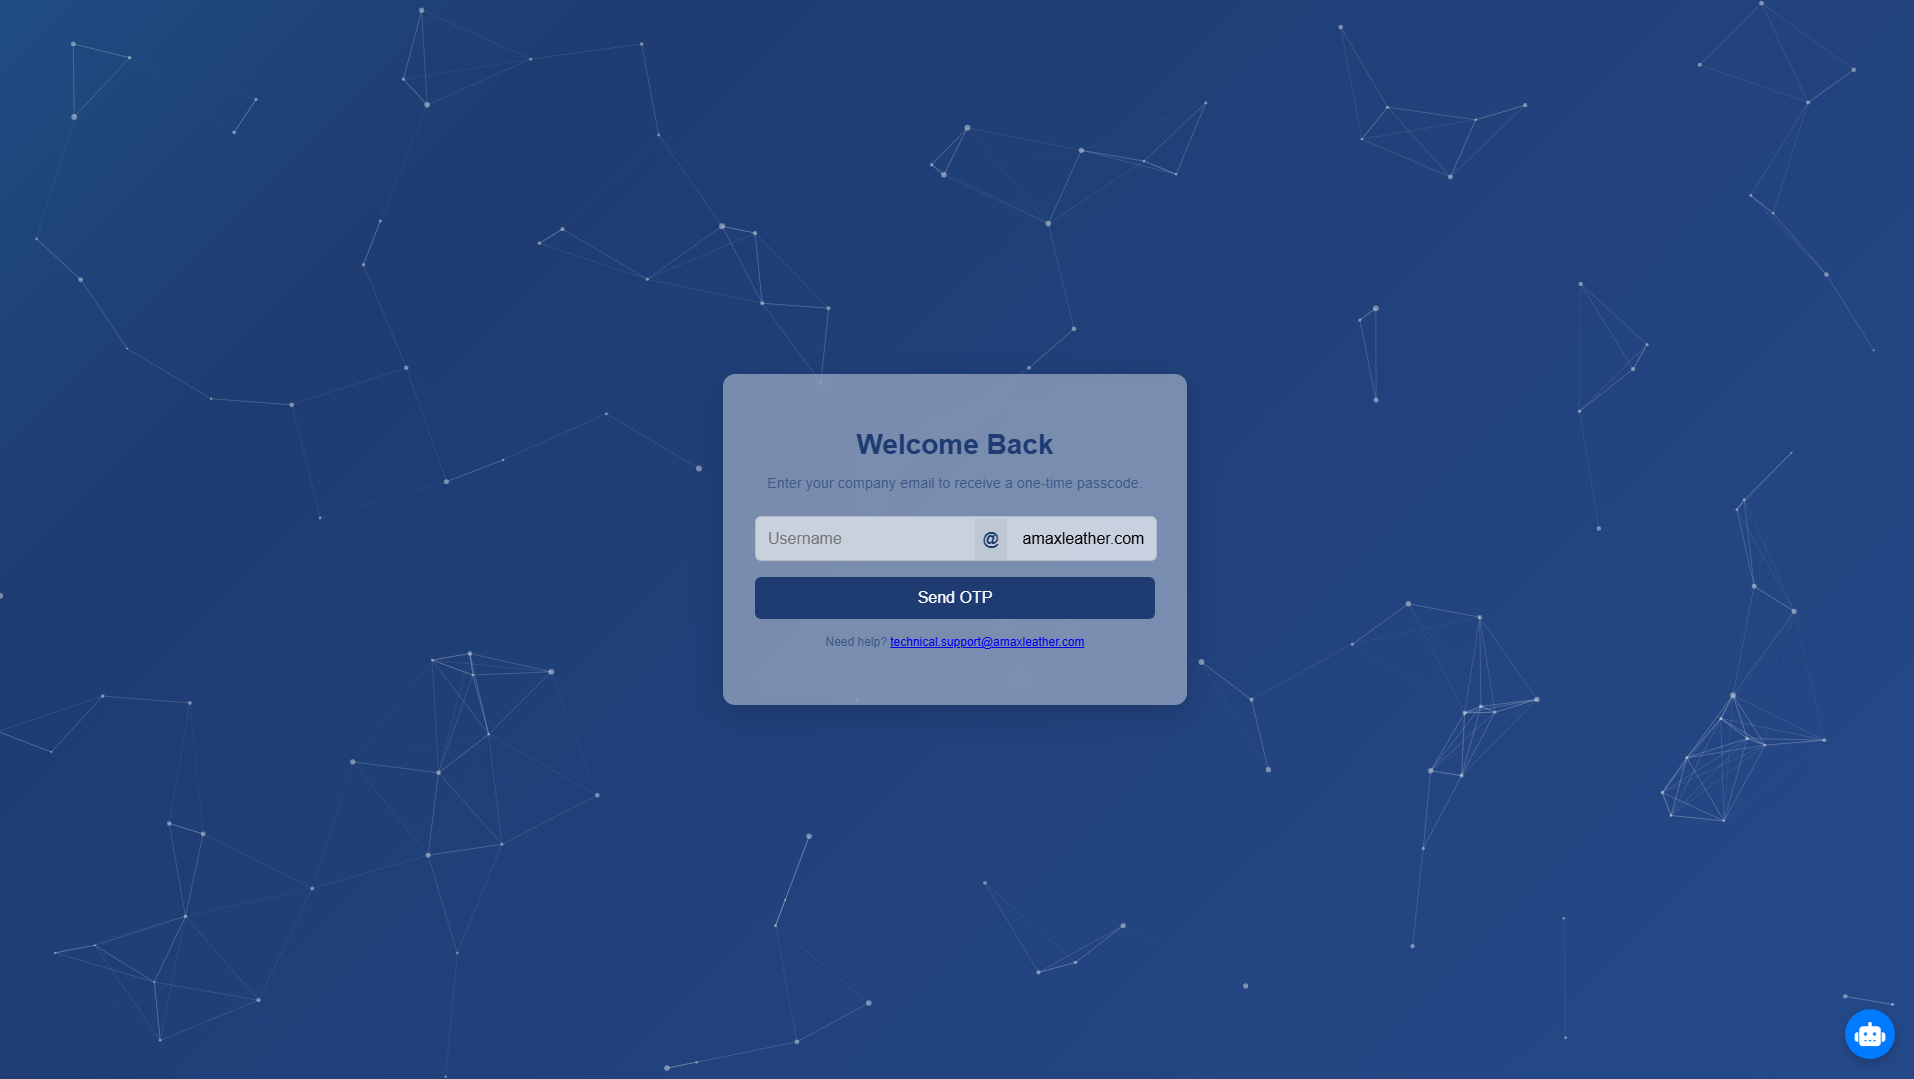 Welcome Back
Enter your company email to receive a one-time passcode.
Username @ amaxleather.com
Send OTP
Need help? technical.support@amaxleather.com